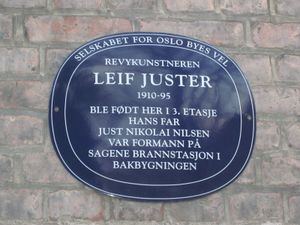 SELSKABET FOR OSLO BYES VEL
REVYKUNSTNEREN
LEIF JUSTER
1910-95
BLE FØDT HER I 3. ETASJE
HANS FAR
JUST NIKOLAI NILSEN
VAR FORMANN PÅ
SAGENE BRANNSTASJON I
BAKBYGNINGEN